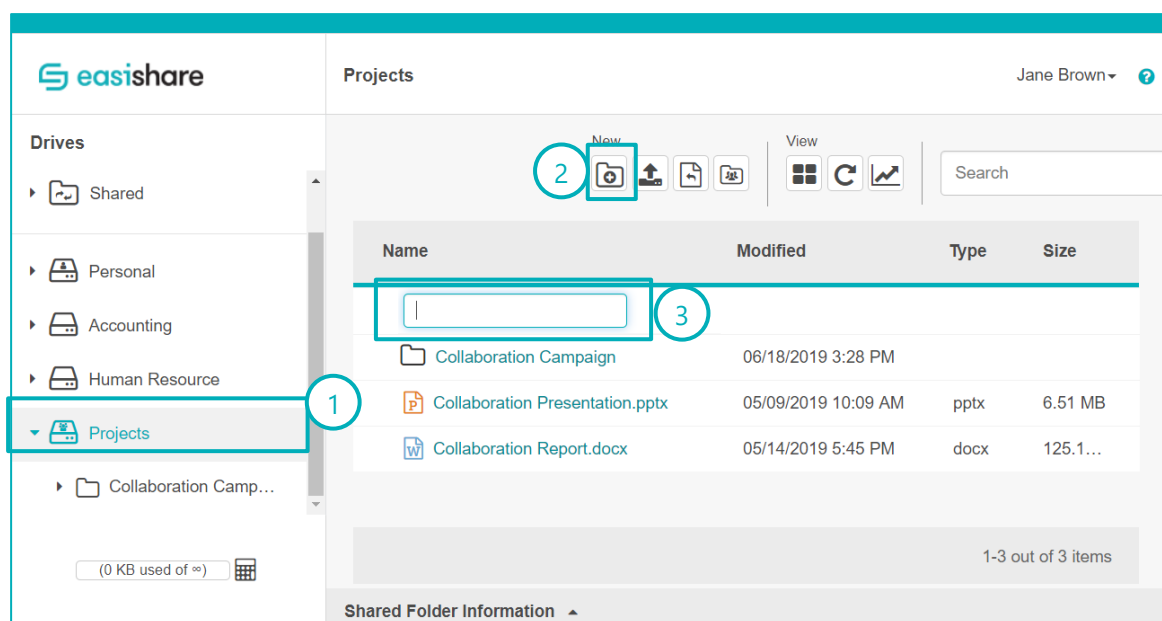 easishare
Projects
Jane Brown
?
Drives
New
View
2
Search
Shared
Name Modified Type Size
Personal
3
Accounting
Collaboration Campaign 06/18/2019 3:28 PM
Human Resource
1
P Collaboration Presentation.pptx 05/09/2019 10:09 AM pptx 6.51 MB
Projects
W Collaboration Report.docx 05/14/2019 5:45 PM docx 125.1...
Collaboration Camp...
(0 KB used of ∞)
1-3 out of 3 items
Shared Folder Information